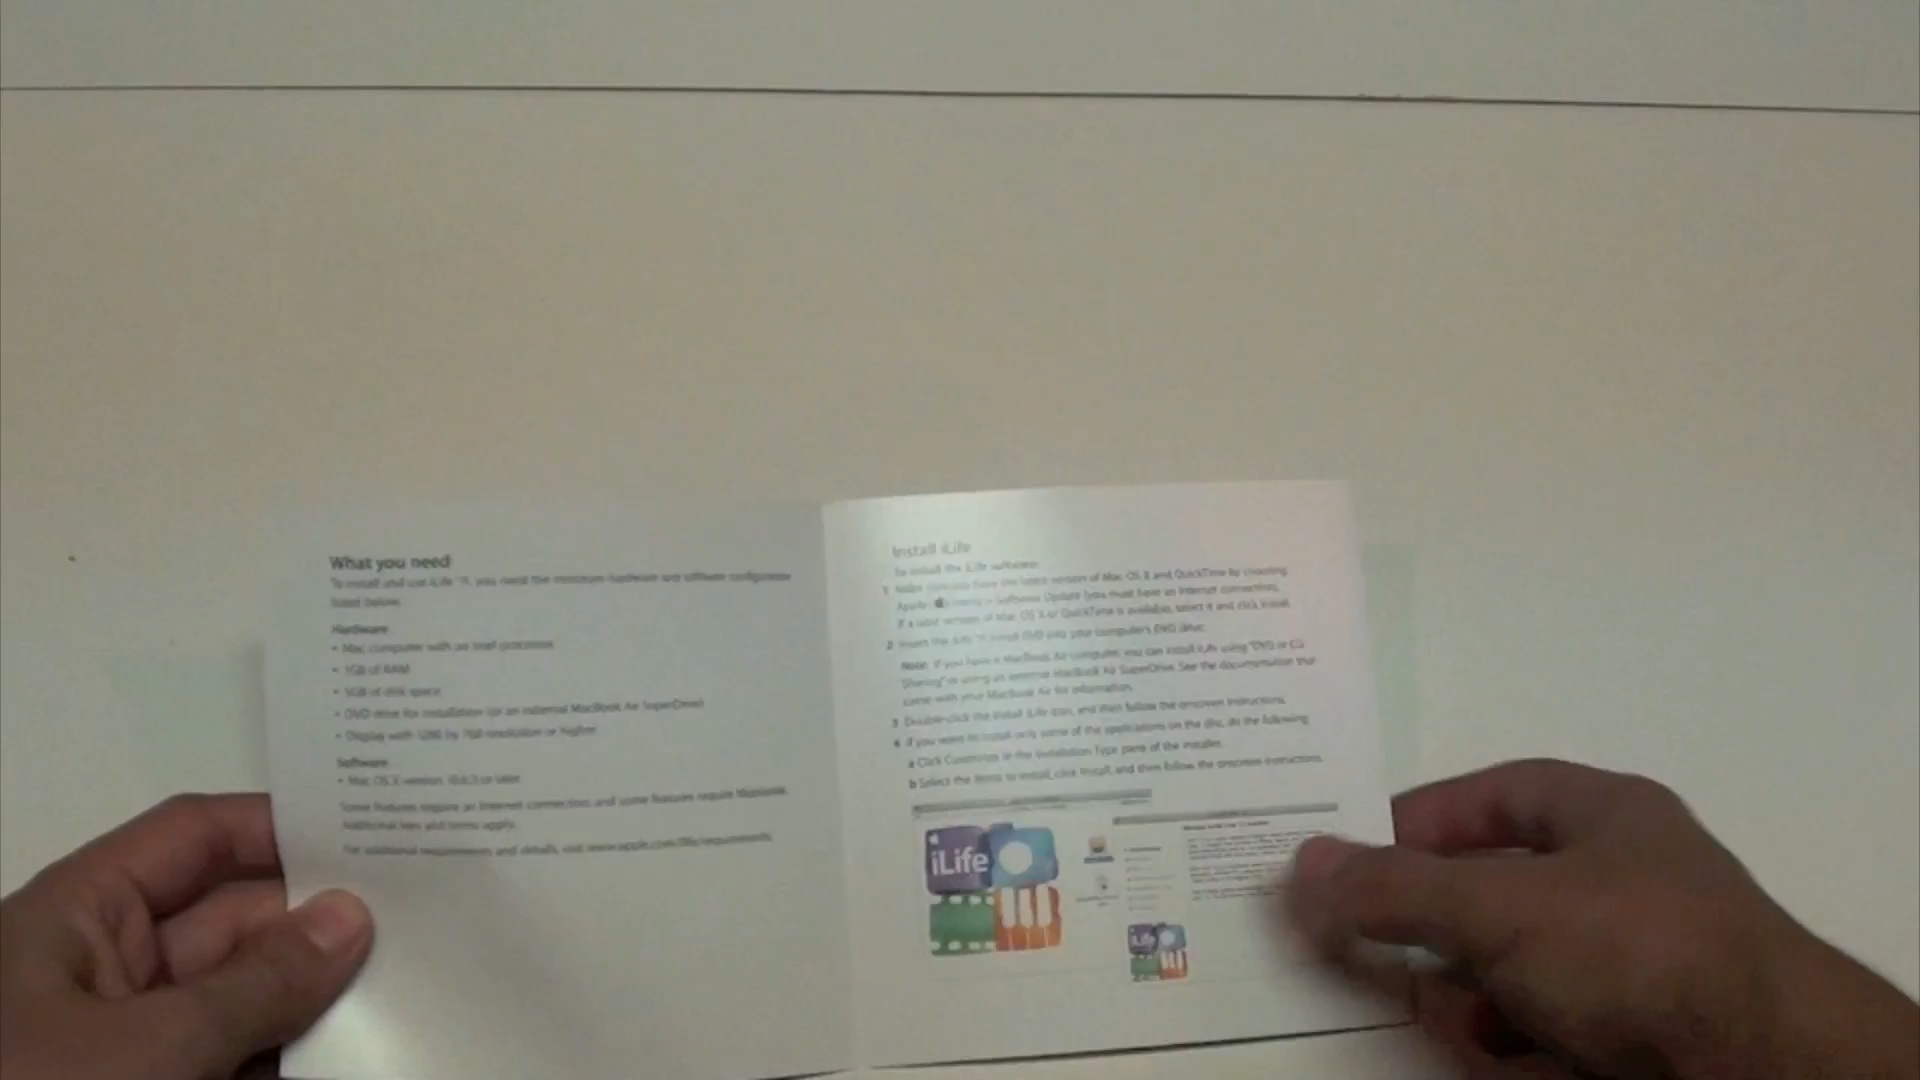 What you need
To install and use iLife '11, you need the minimum hardware and software configuration
listed below.
Hardware
• Mac computer with an Intel processor
• 1GB of RAM
• 5GB of disk space
• DVD drive for installation (or an external MacBook Air SuperDrive)
• Display with 1280 by 768 resolution or higher
Software
• Mac OS X version 10.6.3 or later
Some features require an Internet connection, and some features require MobileMe.
Additional fees and terms apply.
For additional requirements and details, visit www.apple.com/ilife/requirements.
Install iLife
To install the iLife software:
1 Make sure you have the latest version of Mac OS X and QuickTime by choosing
Apple () menu > Software Update (you must have an Internet connection).
If a later version of Mac OS X or QuickTime is available, select it and click Install.
2 Insert the iLife '11 Install DVD into your computer's DVD drive.
Note: If you have a MacBook Air computer, you can install iLife using "DVD or CD
Sharing" or using an external MacBook Air SuperDrive. See the documentation that
came with your MacBook Air for information.
3 Double-click the Install iLife icon, and then follow the onscreen instructions.
4 If you want to install only some of the applications on the disc, do the following:
a Click Customize in the Installation Type pane of the installer.
b Select the items to install, click Install, and then follow the onscreen instructions.
iLife
iLife